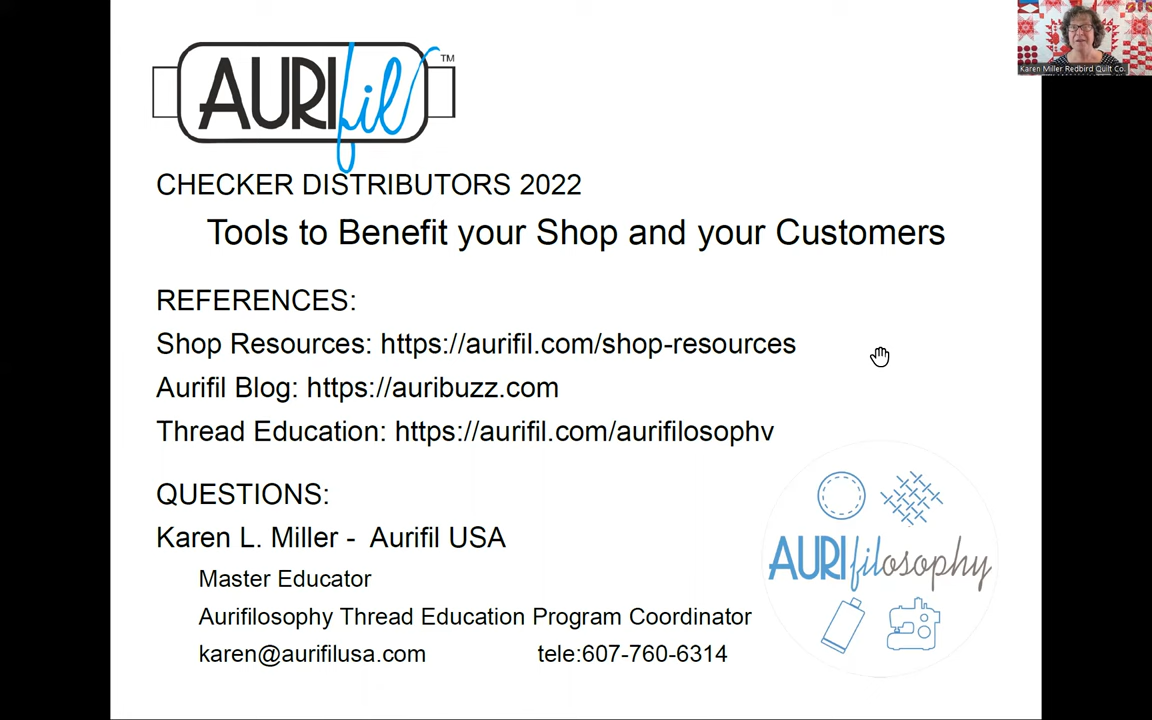 AURIfil™
Karen Miller Redbird Quilt Co.
CHECKER DISTRIBUTORS 2022
Tools to Benefit your Shop and your Customers
REFERENCES:
Shop Resources: https://aurifil.com/shop-resources
Aurifil Blog: https://auribuzz.com
Thread Education: https://aurifil.com/aurifilosophv
QUESTIONS:
Karen L. Miller - Aurifil USA
Master Educator
Aurifilosophy Thread Education Program Coordinator
karen@aurifilusa.com tele:607-760-6314
AURIfilosophy